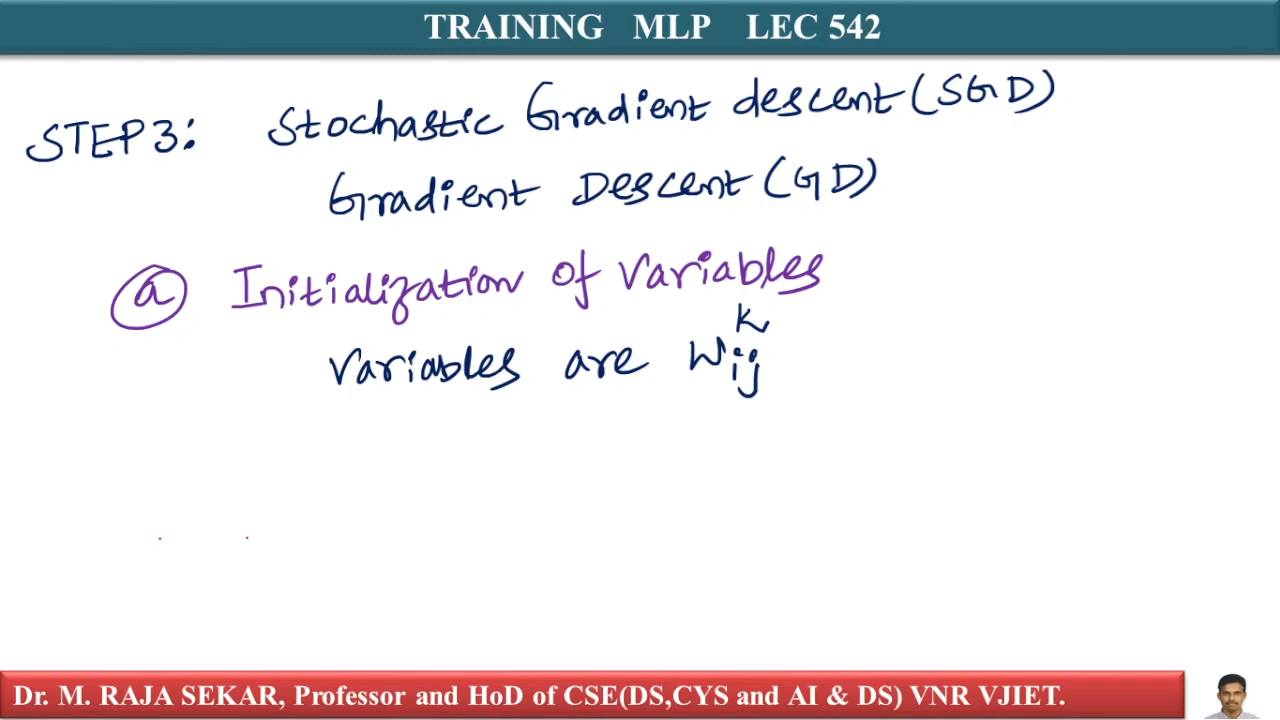 TRAINING MLP LEC 542
STEP 3: Stochastic Gradient descent (SGD)
Gradient Descent (GD)
a Initialization of variables
Variables are W^k_ij
Dr. M. RAJA SEKAR, Professor and HoD of CSE(DS,CYS and AI & DS) VNR VJIET.